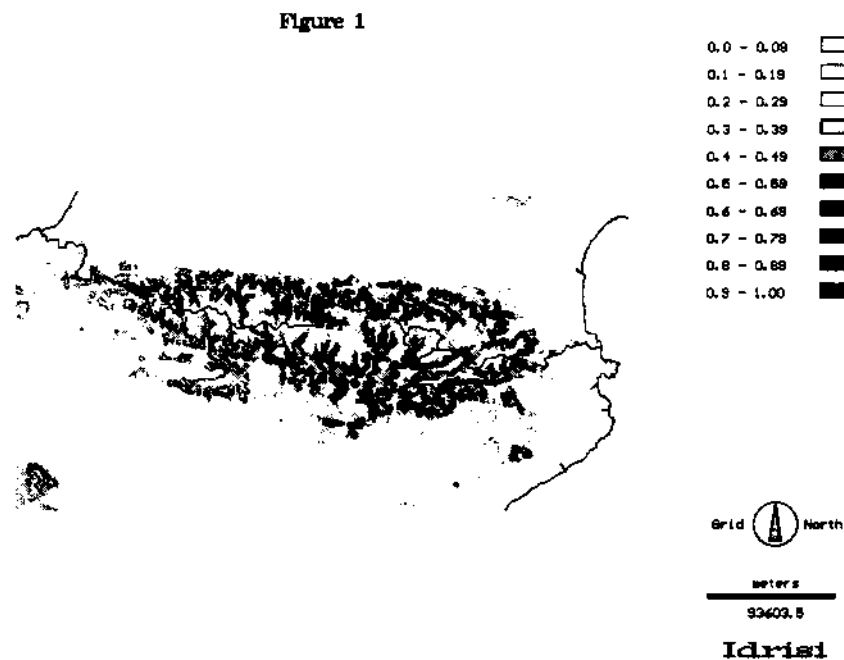 Figure 1
0.0 - 0.09
0.1 - 0.19
0.2 - 0.29
0.3 - 0.39
0.4 - 0.49
0.5 - 0.59
0.6 - 0.69
0.7 - 0.79
0.8 - 0.89
0.9 - 1.00
Grid North
meters
93603.5
Idrisi